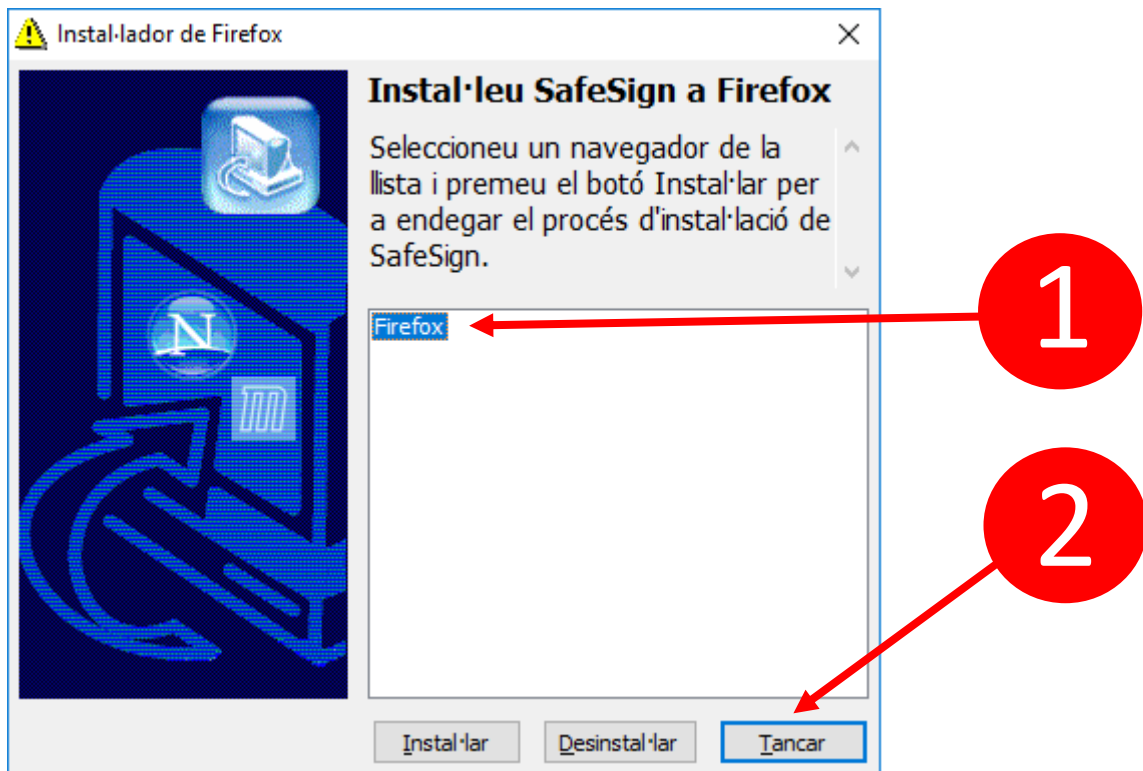 Instal·lador de Firefox
Instal·leu SafeSign a Firefox
Seleccioneu un navegador de la
llista i premeu el botó Instal·lar per
a endegar el procés d'instal·lació de
SafeSign.
Firefox
1
N
m
2
Instal·lar Desinstal·lar Tancar